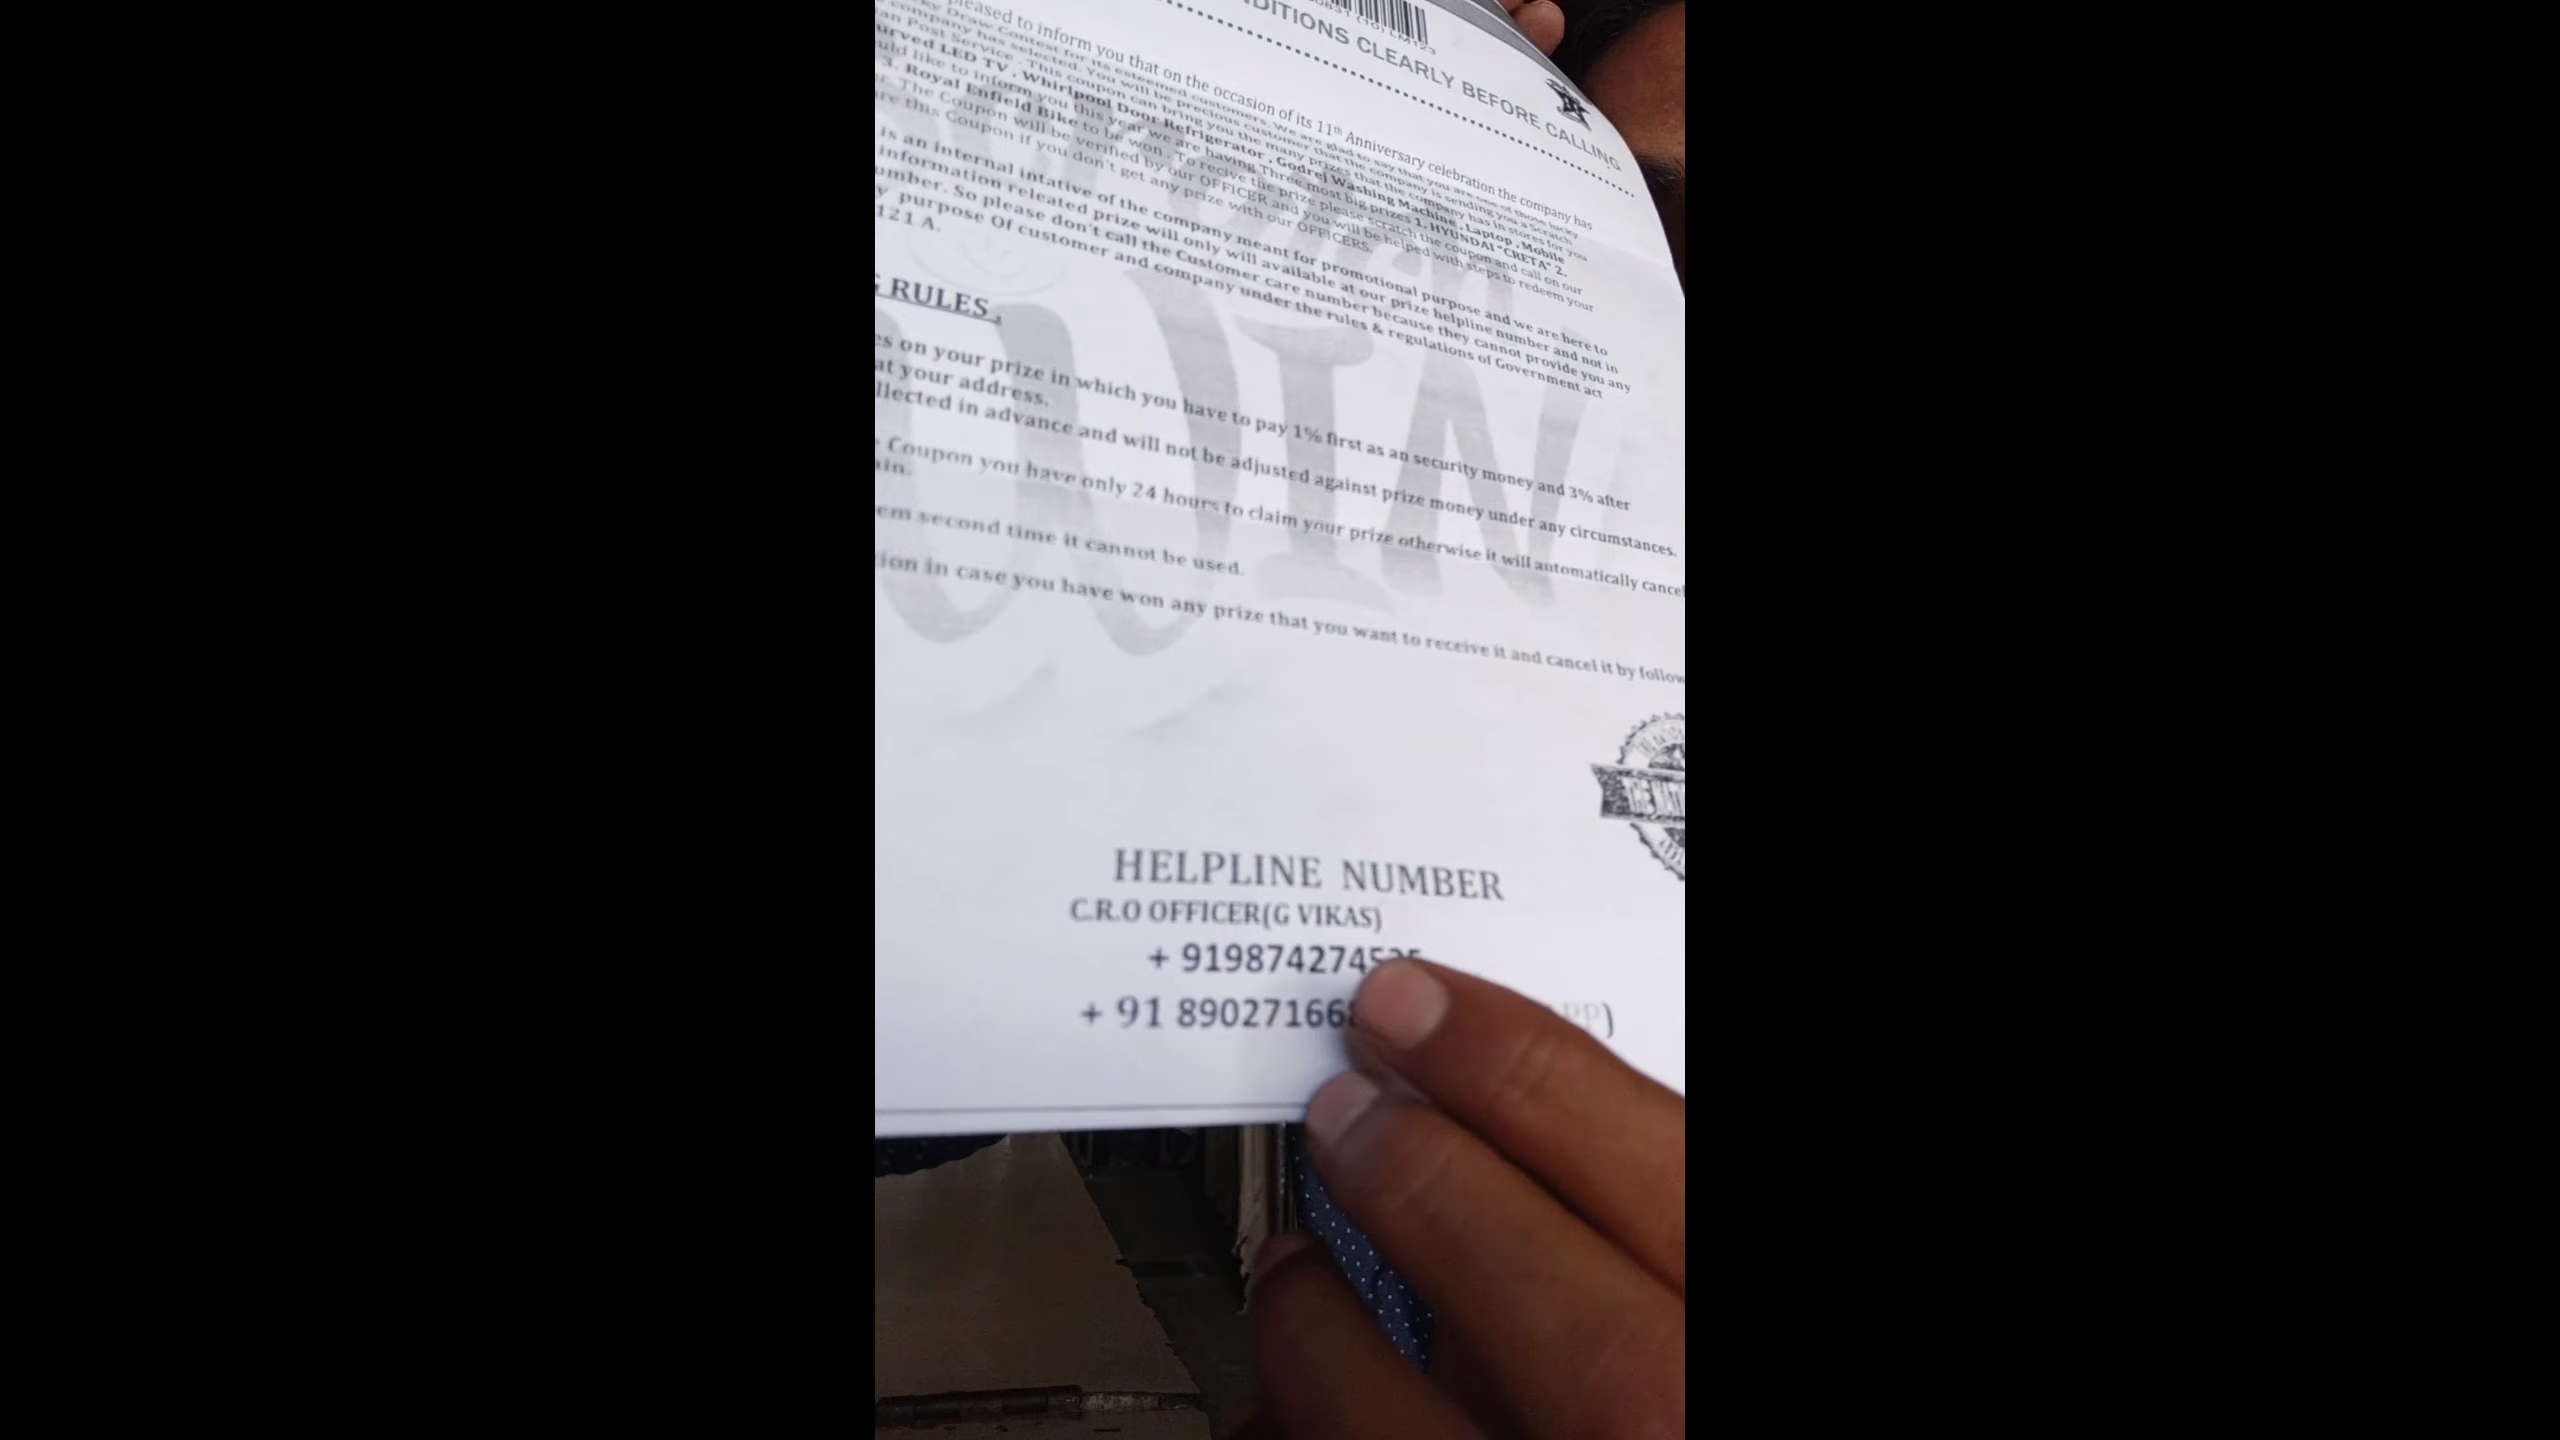 DITIONS CLEARLY BEFORE CALLING
pleased to inform you that on the occasion of its 11th Anniversary celebration the company has
ky Draw Contest for its esteemed customers. We are glad to say that you are one of those lucky
company has selected. You will be precious customer that the company is sending you a Scratch
an Post Service. This coupon can bring you the many prizes that the company has in stores for you
urved LED TV, Whirlpool Door Refrigerator, Godrej Washing Machine, Laptop, Mobile
uld like to inform you this year we are having Three most big prizes 1. HYUNDAI "CRETA" 2.
3. Royal Enfield Bike to be won. To recive the prize please scratch the coupon and call on our
r. The Coupon will be verified by our OFFICER and you will be helped with steps to redeem your
re this Coupon if you don't get any prize with our OFFICERS.
is an internal intative of the company meant for promotional purpose and we are here to
information releated prize will only will available at our prize helpline number and not in
umber. So please don't call the Customer care number because they cannot provide you any
y purpose Of customer and company under the rules & regulations of Government act
121 A.
G RULES.
es on your prize in which you have to pay 1% first as an security money and 3% after
at your address.
llected in advance and will not be adjusted against prize money under any circumstances.
Coupon you have only 24 hours to claim your prize otherwise it will automatically cancel
ain.
em second time it cannot be used.
tion in case you have won any prize that you want to receive it and cancel it by follow
HELPLINE NUMBER
C.R.O OFFICER(G VIKAS)
+ 919874274
+ 91 8902716
PP)